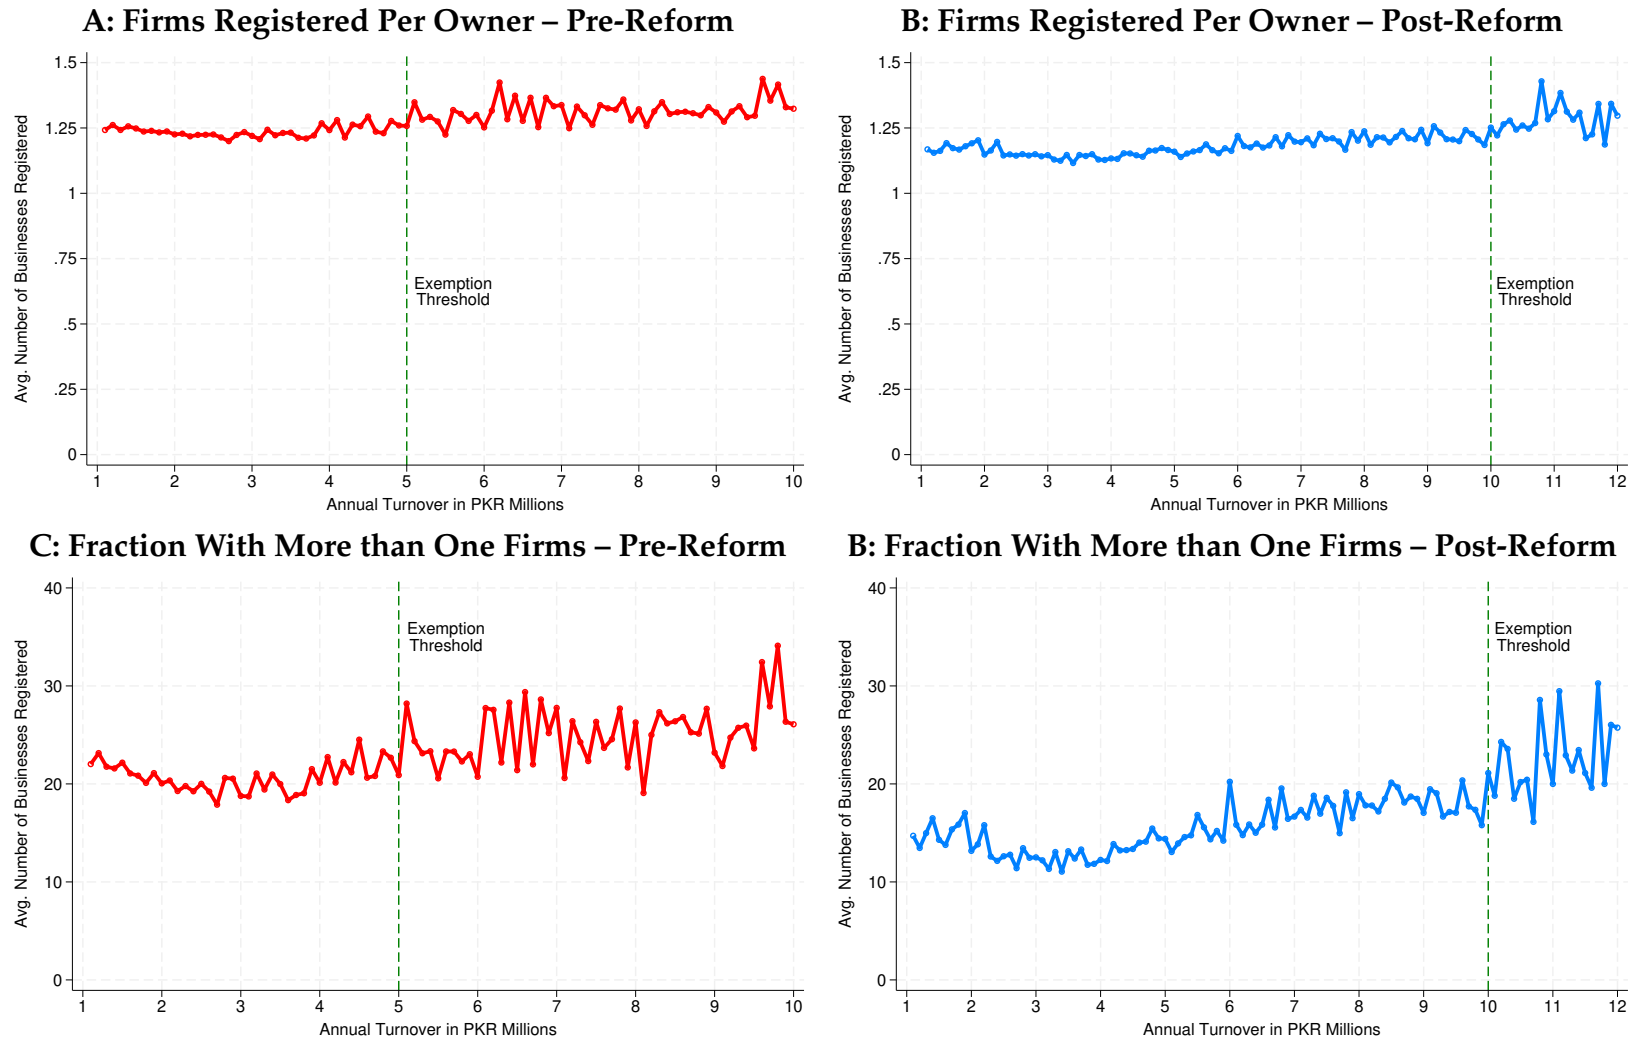 A: Firms Registered Per Owner – Pre-Reform
1.5
1.25
1
.75
.5
.25
0
Avg. Number of Businesses Registered
Exemption
Threshold
1 2 3 4 5 6 7 8 9 10
Annual Turnover in PKR Millions
B: Firms Registered Per Owner – Post-Reform
1.5
1.25
1
.75
.5
.25
0
Avg. Number of Businesses Registered
Exemption
Threshold
1 2 3 4 5 6 7 8 9 10 11 12
Annual Turnover in PKR Millions
C: Fraction With More than One Firms – Pre-Reform
40
30
20
10
0
Avg. Number of Businesses Registered
Exemption
Threshold
1 2 3 4 5 6 7 8 9 10
Annual Turnover in PKR Millions
B: Fraction With More than One Firms – Post-Reform
40
30
20
10
0
Avg. Number of Businesses Registered
Exemption
Threshold
1 2 3 4 5 6 7 8 9 10 11 12
Annual Turnover in PKR Millions